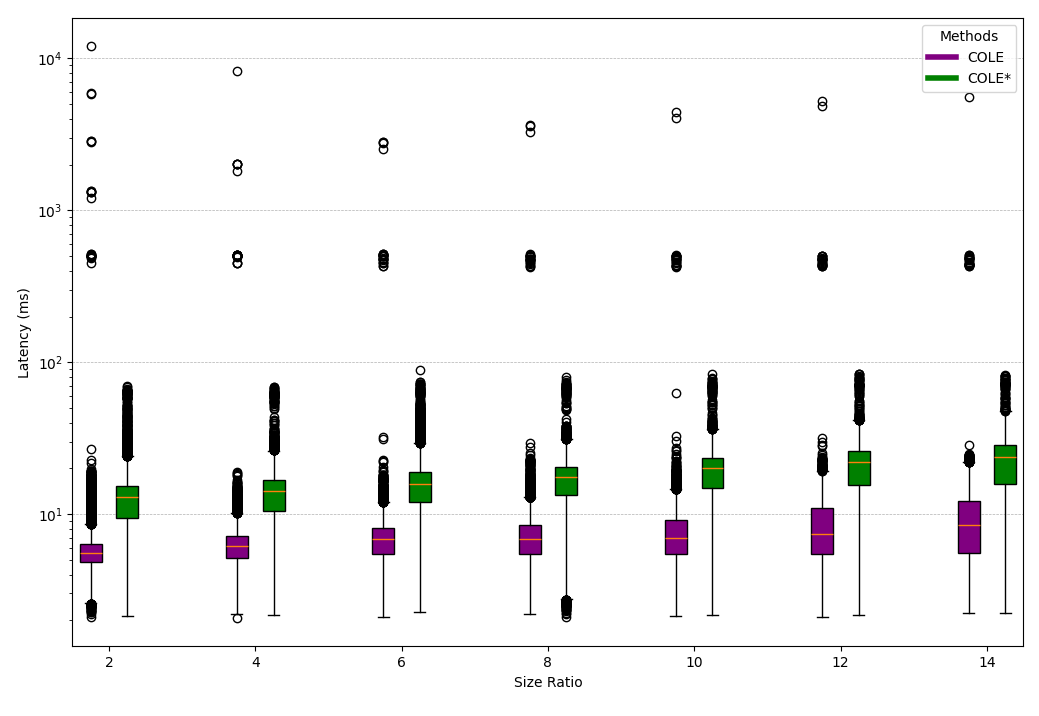 Methods
COLE
COLE*
10⁴
10³
10²
10¹
Latency (ms)
2 4 6 8 10 12 14
Size Ratio